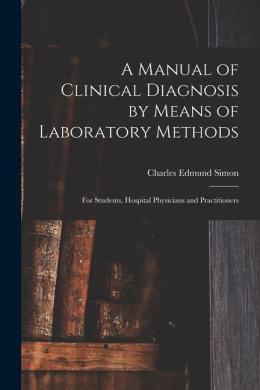 A Manual of
Clinical Diagnosis
by Means of
Laboratory Methods
Charles Edmund Simon
For Students, Hospital Physicians and Practitioners